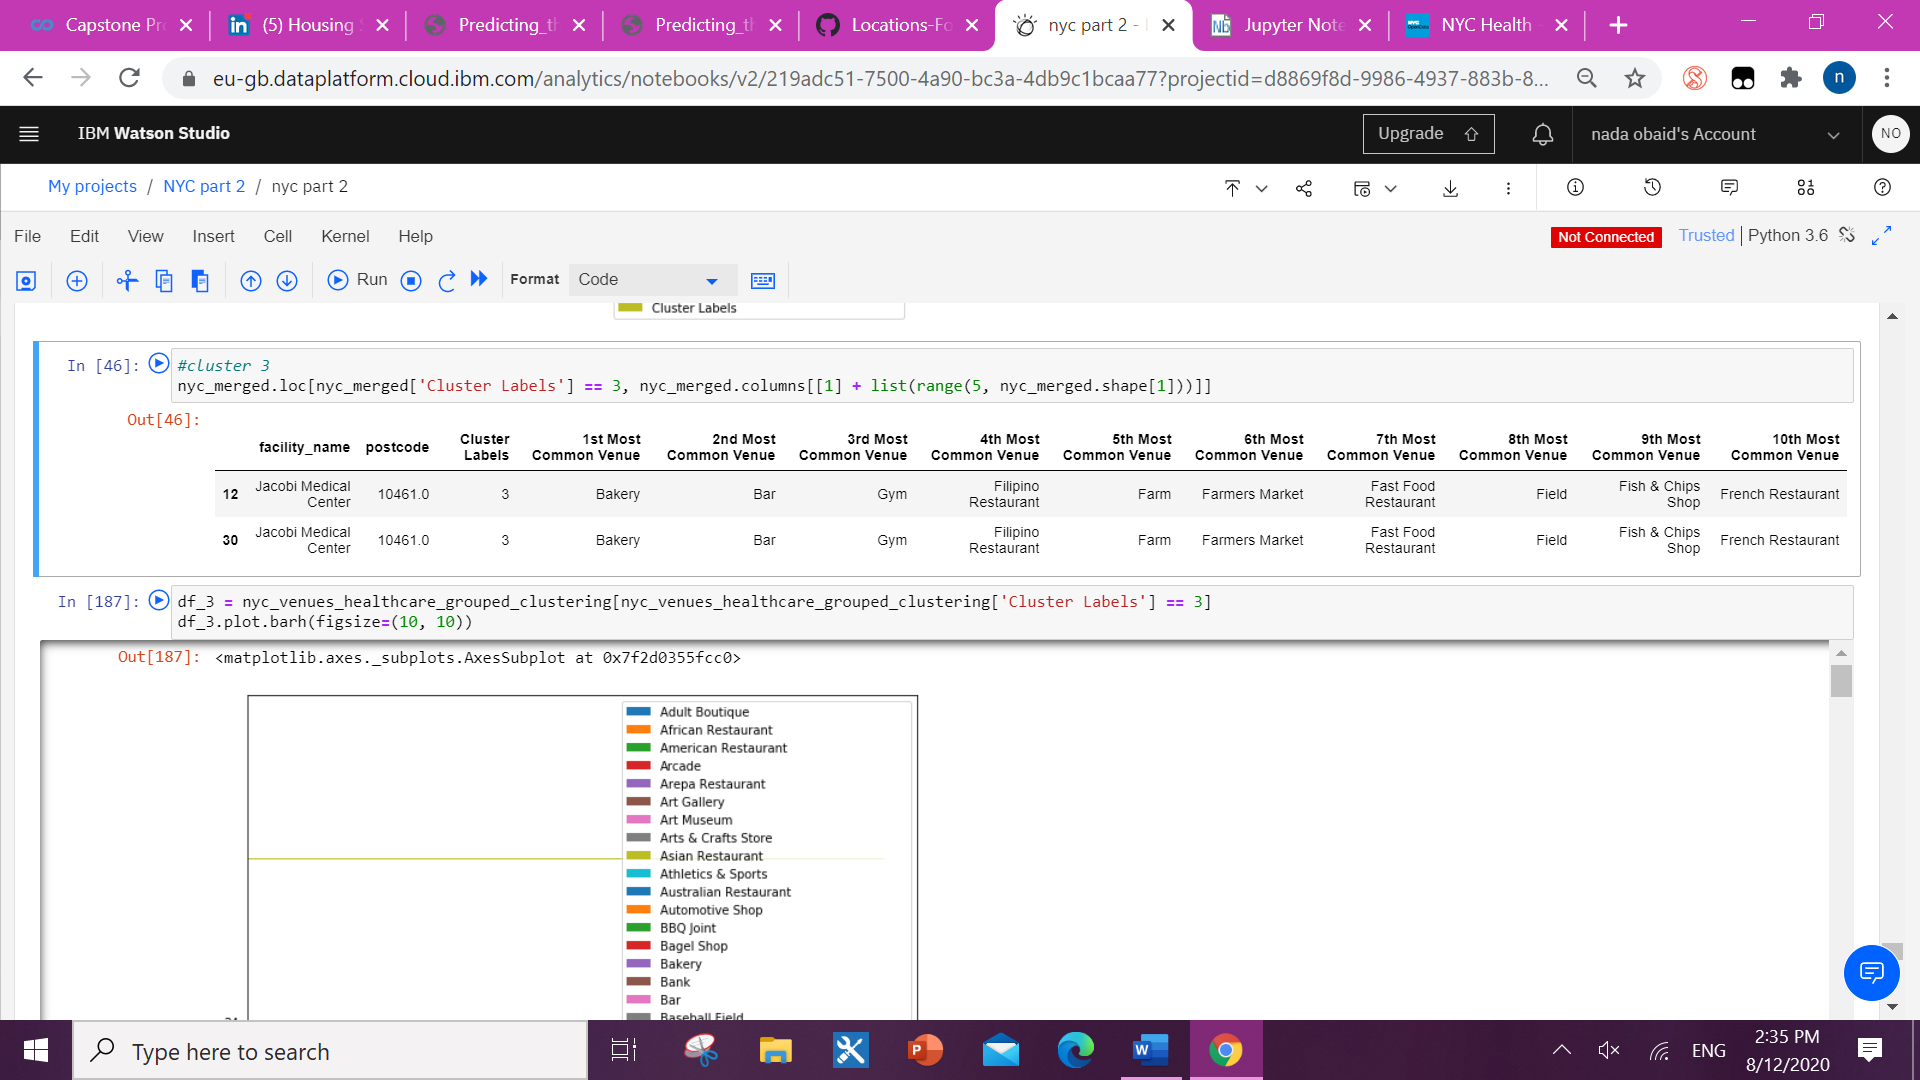 Capstone Pr
(5) Housing
Predicting_th
Predicting_th
Locations-Fo
nyc part 2 -
Jupyter Note
NYC Health
eu-gb.dataplatform.cloud.ibm.com/analytics/notebooks/v2/219adc51-7500-4a90-bc3a-4db9c1bcaa77?projectid=d8869f8d-9986-4937-883b-8...
n
IBM Watson Studio
Upgrade
nada obaid's Account
NO
My projects / NYC part 2 / nyc part 2
File Edit View Insert Cell Kernel Help
Not Connected
Trusted
Python 3.6
Run
Format
Code
Cluster Labels
In [46]:
#cluster 3
nyc_merged.loc[nyc_merged['Cluster Labels'] == 3, nyc_merged.columns[[1] + list(range(5, nyc_merged.shape[1]))]]
Out[46]:
facility_name postcode Cluster Labels 1st Most Common Venue 2nd Most Common Venue 3rd Most Common Venue 4th Most Common Venue 5th Most Common Venue 6th Most Common Venue 7th Most Common Venue 8th Most Common Venue 9th Most Common Venue 10th Most Common Venue
12 Jacobi Medical Center 10461.0 3 Bakery Bar Gym Filipino Restaurant Farm Farmers Market Fast Food Restaurant Field Fish & Chips Shop French Restaurant
30 Jacobi Medical Center 10461.0 3 Bakery Bar Gym Filipino Restaurant Farm Farmers Market Fast Food Restaurant Field Fish & Chips Shop French Restaurant
In [187]:
df_3 = nyc_venues_healthcare_grouped_clustering[nyc_venues_healthcare_grouped_clustering['Cluster Labels'] == 3]
df_3.plot.barh(figsize=(10, 10))
Out[187]: <matplotlib.axes._subplots.AxesSubplot at 0x7f2d0355fcc0>
Adult Boutique
African Restaurant
American Restaurant
Arcade
Arepa Restaurant
Art Gallery
Art Museum
Arts & Crafts Store
Asian Restaurant
Athletics & Sports
Australian Restaurant
Automotive Shop
BBQ Joint
Bagel Shop
Bakery
Bank
Bar
Baseball Field
Type here to search
ENG
2:35 PM
8/12/2020